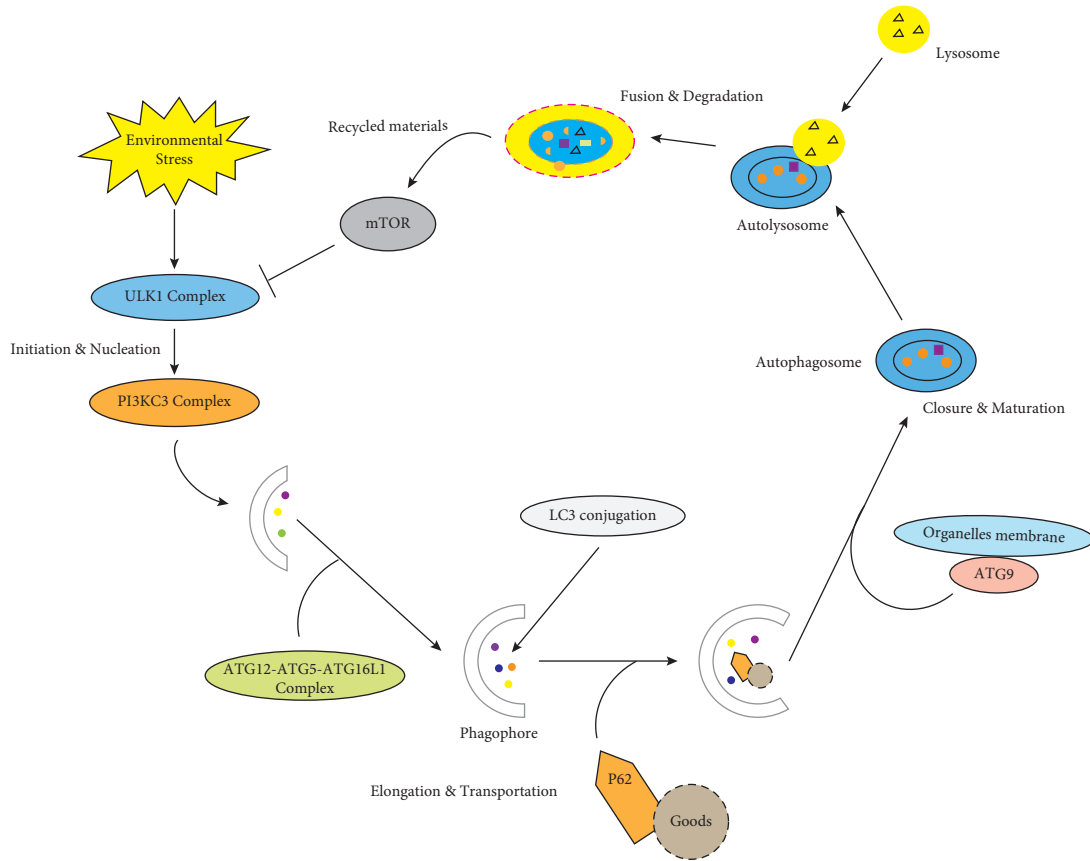 Lysosome
Fusion & Degradation
Recycled materials
Environmental
Stress
mTOR
Autolysosome
ULK1 Complex
Initiation & Nucleation
Autophagosome
PI3KC3 Complex
Closure & Maturation
LC3 conjugation
Organelles membrane
ATG9
ATG12-ATG5-ATG16L1
Complex
Phagophore
P62
Elongation & Transportation
Goods